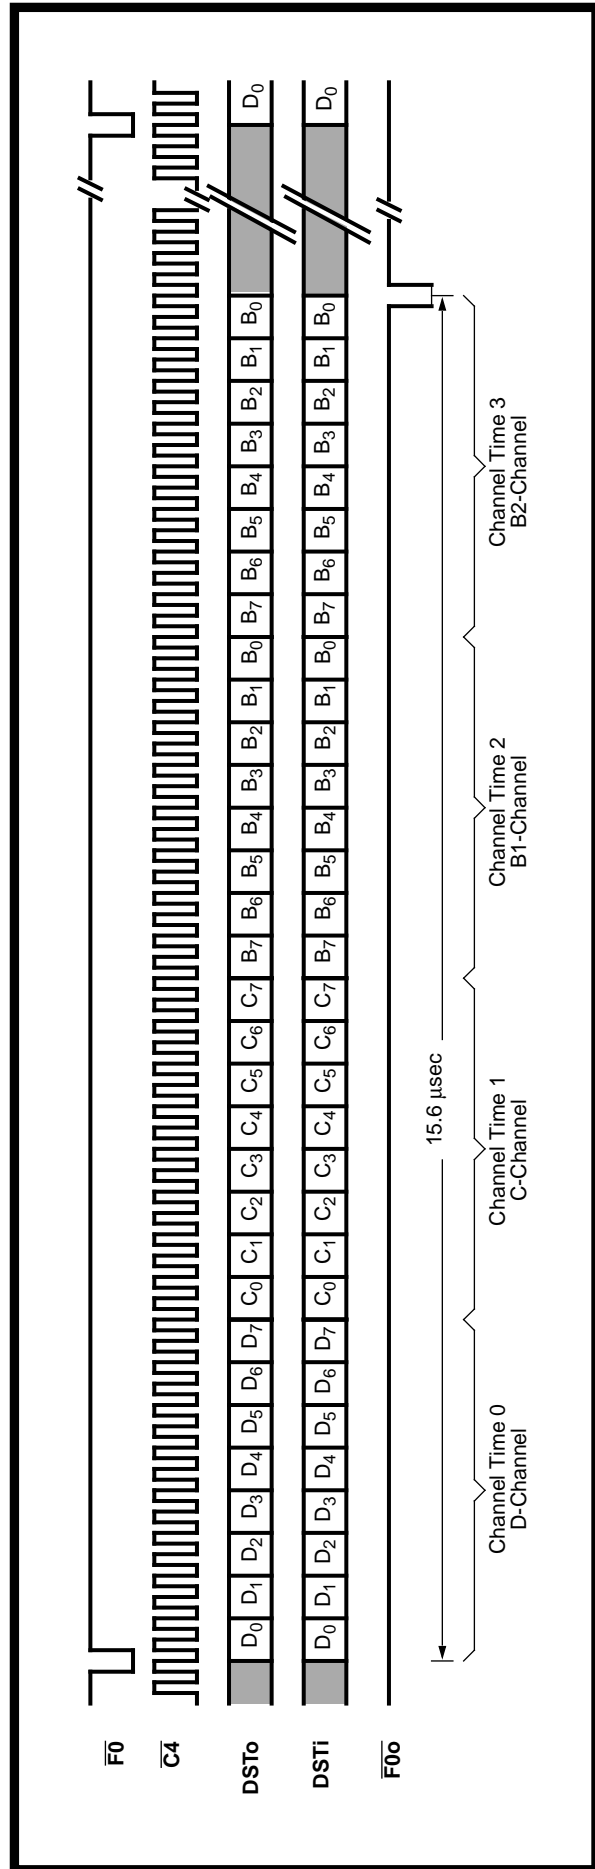 F0
C4
DSTo D0 D1 D2 D3 D4 D5 D6 D7 C0 C1 C2 C3 C4 C5 C6 C7 B7 B6 B5 B4 B3 B2 B1 B0 B7 B6 B5 B4 B3 B2 B1 B0 D0
DSTi D0 D1 D2 D3 D4 D5 D6 D7 C0 C1 C2 C3 C4 C5 C6 C7 B7 B6 B5 B4 B3 B2 B1 B0 B7 B6 B5 B4 B3 B2 B1 B0 D0
F0o
15.6 µsec
Channel Time 0
D-Channel
Channel Time 1
C-Channel
Channel Time 2
B1-Channel
Channel Time 3
B2-Channel